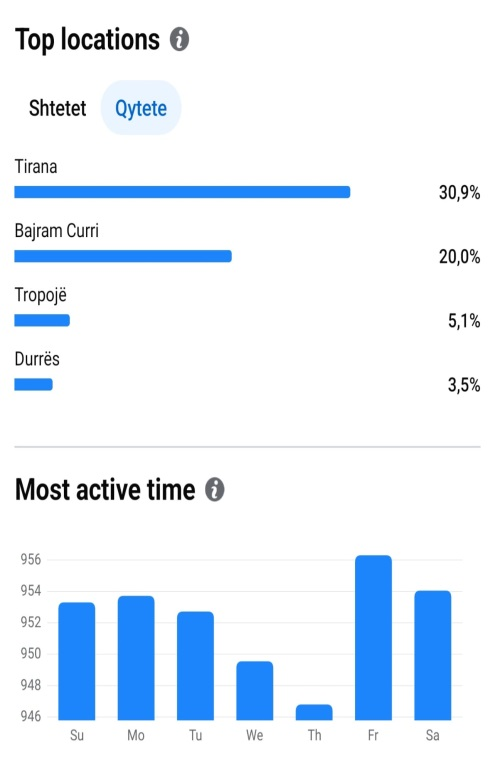 Top locations
Shtetet Qytete
Tirana
30,9%
Bajram Curri
20,0%
Tropojë
5,1%
Durrës
3,5%
Most active time
956
954
952
950
948
946
Su Mo Tu We Th Fr Sa